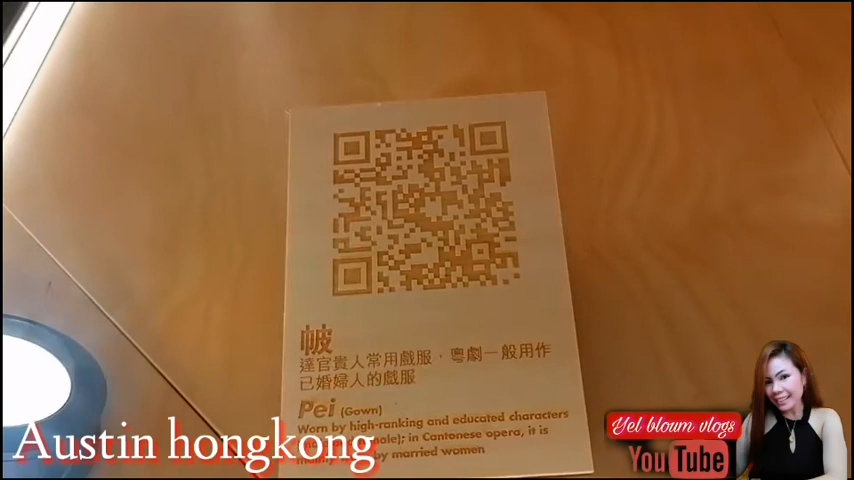 帔
達官貴人常用戲服，粵劇一般用作
已婚婦人的戲服
Pei (Gown)
Worn by high-ranking and educated characters
in Cantonese opera, it is
by married women
Austin hongkong
Yel bloum vlogs
YouTube